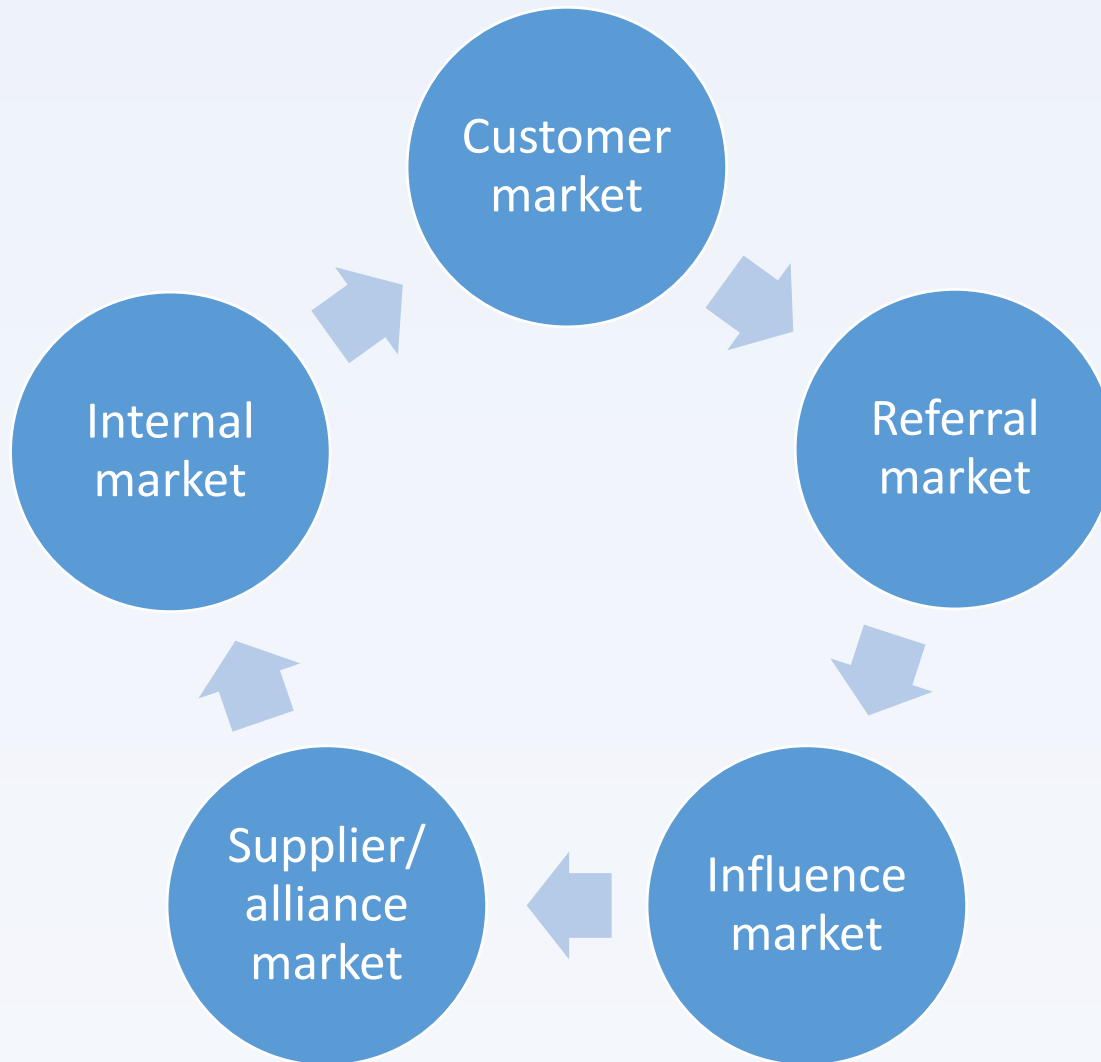 Customer
market
Referral
market
Influence
market
Supplier/
alliance
market
Internal
market